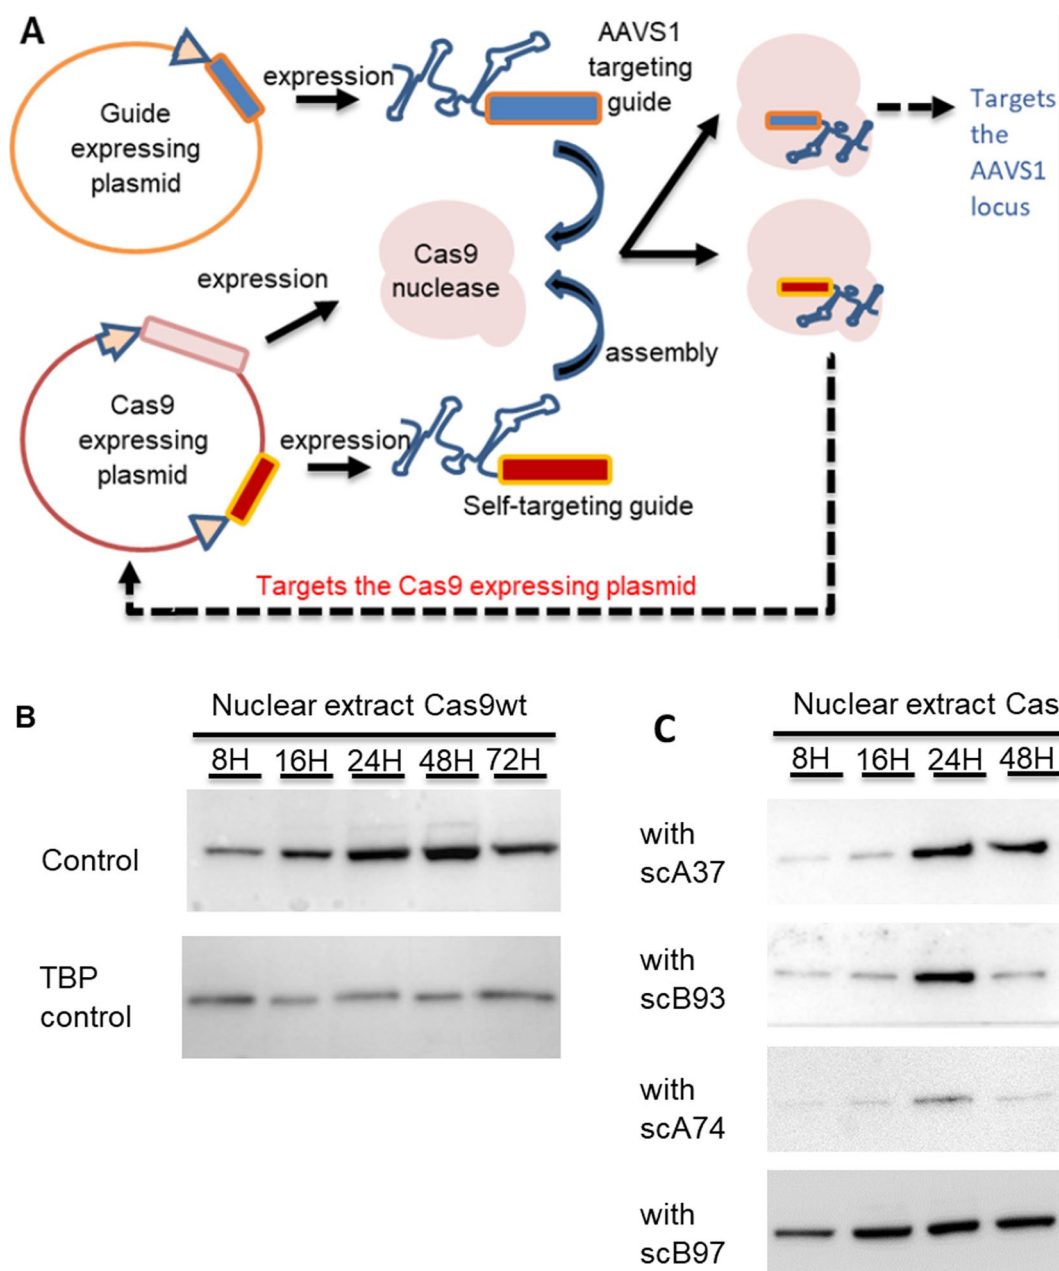 A
Guide
expressing
plasmid
expression
AAVS1
targeting
guide
Targets
the
AAVS1
locus
Cas9
nuclease
expression
assembly
Cas9
expressing
plasmid
expression
Self-targeting guide
Targets the Cas9 expressing plasmid
B
Nuclear extract Cas9wt
8H 16H 24H 48H 72H
Control
TBP
control
C
Nuclear extract Cas
8H 16H 24H 48H
with
scA37
with
scB93
with
scA74
with
scB97